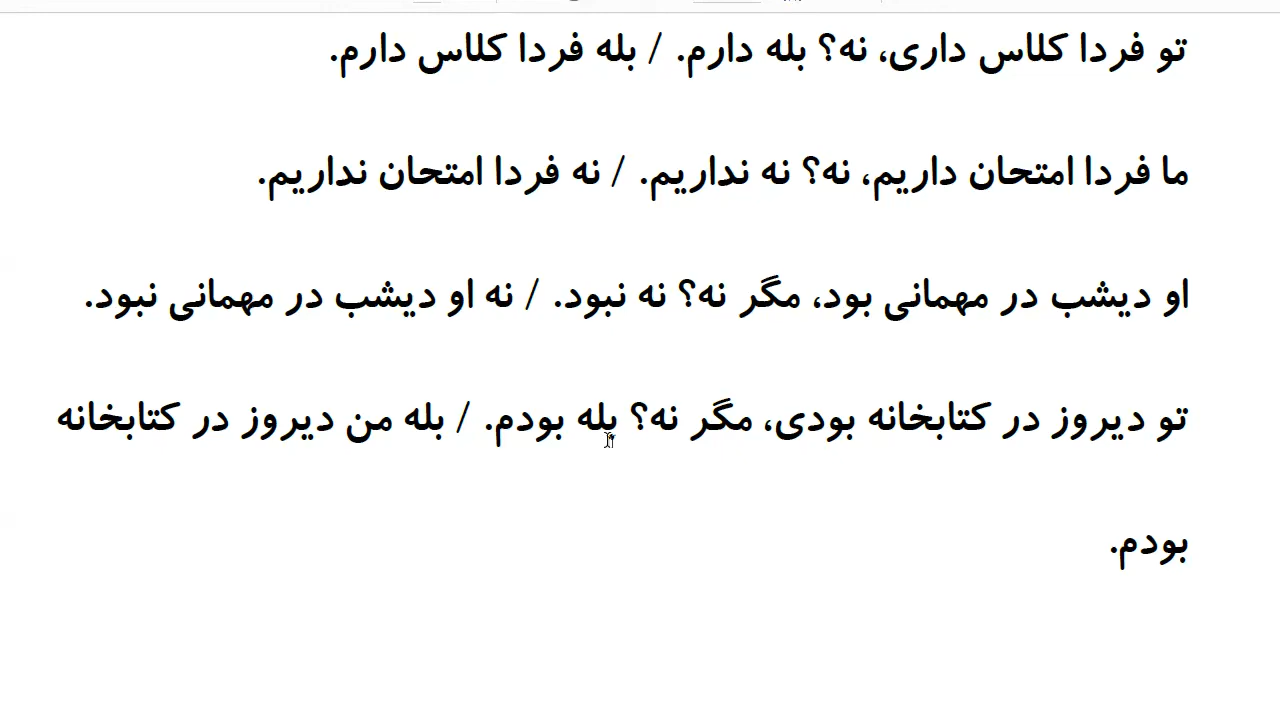 تو فردا کلاس داری، نه؟ بله دارم. / بله فردا کلاس دارم.
ما فردا امتحان داریم، نه؟ نه نداریم. / نه فردا امتحان نداریم.
او دیشب در مهمانی بود، مگر نه؟ نه نبود. / نه او دیشب در مهمانی نبود.
تو دیروز در کتابخانه بودی، مگر نه؟ بله بودم. / بله من دیروز در کتابخانه
بودم.